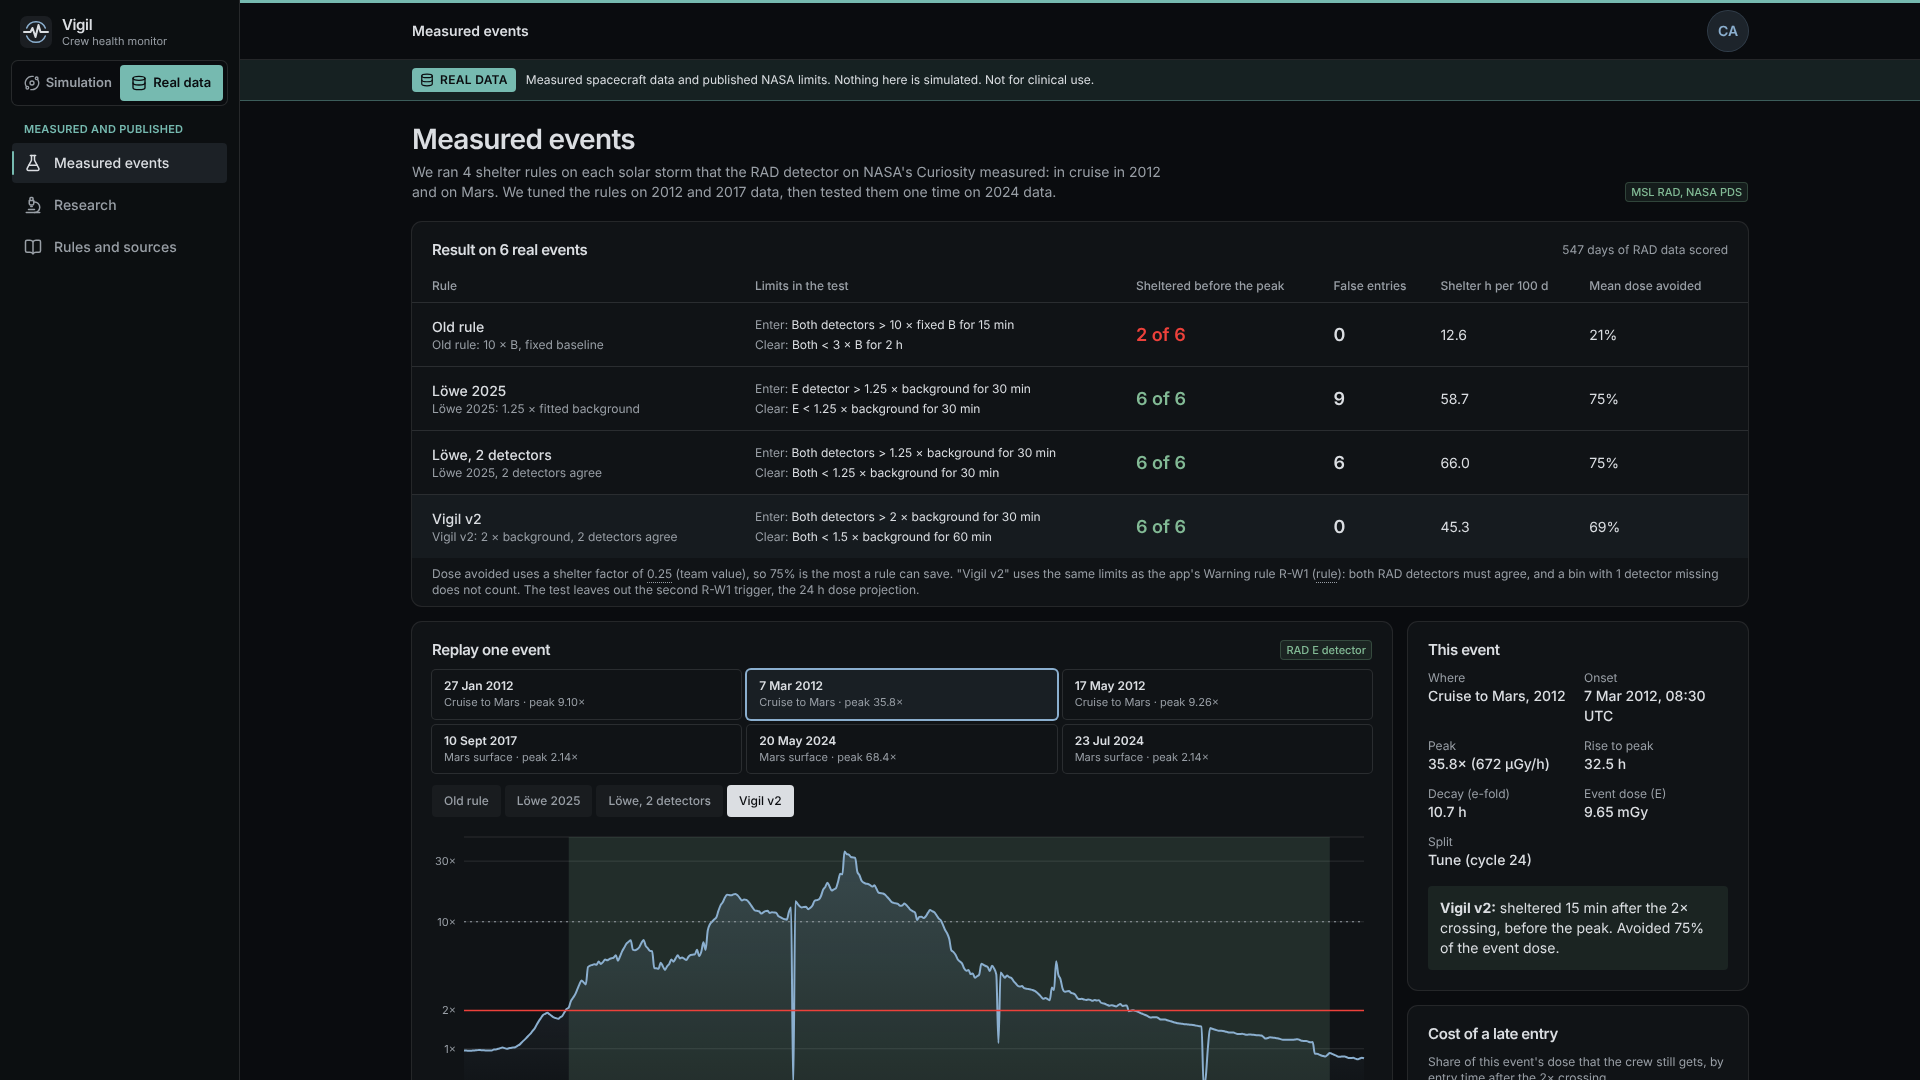 Vigil
Crew health monitor
Simulation
Real data
MEASURED AND PUBLISHED
Measured events
Research
Rules and sources
Measured events
CA
REAL DATA
Measured spacecraft data and published NASA limits. Nothing here is simulated. Not for clinical use.
Measured events
We ran 4 shelter rules on each solar storm that the RAD detector on NASA's Curiosity measured: in cruise in 2012
and on Mars. We tuned the rules on 2012 and 2017 data, then tested them one time on 2024 data.
MSL RAD, NASA PDS
Result on 6 real events
547 days of RAD data scored
Rule Limits in the test Sheltered before the peak False entries Shelter h per 100 d Mean dose avoided
Old rule
Old rule: 10 × B, fixed baseline
Enter: Both detectors > 10 × fixed B for 15 min
Clear: Both < 3 × B for 2 h
2 of 6 0 12.6 21%
Löwe 2025
Löwe 2025: 1.25 × fitted background
Enter: E detector > 1.25 × background for 30 min
Clear: E < 1.25 × background for 30 min
6 of 6 9 58.7 75%
Löwe, 2 detectors
Löwe 2025, 2 detectors agree
Enter: Both detectors > 1.25 × background for 30 min
Clear: Both < 1.25 × background for 30 min
6 of 6 6 66.0 75%
Vigil v2
Vigil v2: 2 × background, 2 detectors agree
Enter: Both detectors > 2 × background for 30 min
Clear: Both < 1.5 × background for 60 min
6 of 6 0 45.3 69%
Dose avoided uses a shelter factor of 0.25 (team value), so 75% is the most a rule can save. "Vigil v2" uses the same limits as the app's Warning rule R-W1 (rule): both RAD detectors must agree, and a bin with 1 detector missing
does not count. The test leaves out the second R-W1 trigger, the 24 h dose projection.
Replay one event
RAD E detector
27 Jan 2012
Cruise to Mars · peak 9.10×
7 Mar 2012
Cruise to Mars · peak 35.8×
17 May 2012
Cruise to Mars · peak 9.26×
10 Sept 2017
Mars surface · peak 2.14×
20 May 2024
Mars surface · peak 68.4×
23 Jul 2024
Mars surface · peak 2.14×
Old rule
Löwe 2025
Löwe, 2 detectors
Vigil v2
30×
10×
2×
1×
This event
Where
Cruise to Mars, 2012
Onset
7 Mar 2012, 08:30
UTC
Peak
35.8× (672 µGy/h)
Rise to peak
32.5 h
Decay (e-fold)
10.7 h
Event dose (E)
9.65 mGy
Split
Tune (cycle 24)
Vigil v2: sheltered 15 min after the 2×
crossing, before the peak. Avoided 75%
of the event dose.
Cost of a late entry
Share of this event's dose that the crew still gets, by
entry time after the 2× crossing.